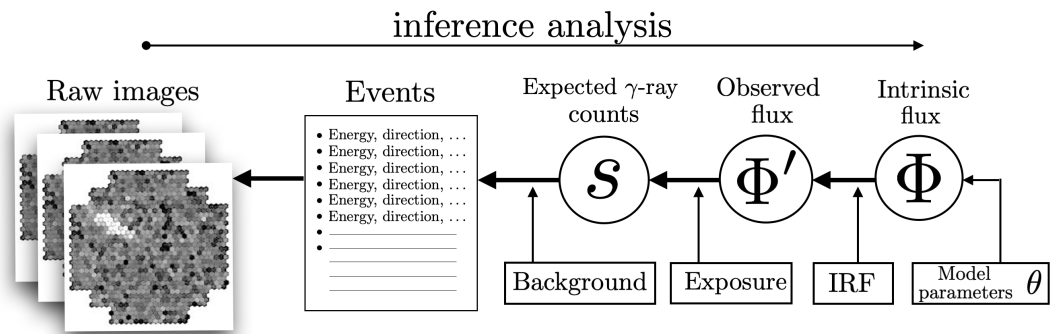 inference analysis
Raw images
Events
Expected γ-ray
counts
Observed
flux
Intrinsic
flux
• Energy, direction, …
• Energy, direction, …
• Energy, direction, …
• Energy, direction, …
• Energy, direction, …
• Energy, direction, …
•
•
s
Φ′
Φ
Background
Exposure
IRF
Model
parameters θ